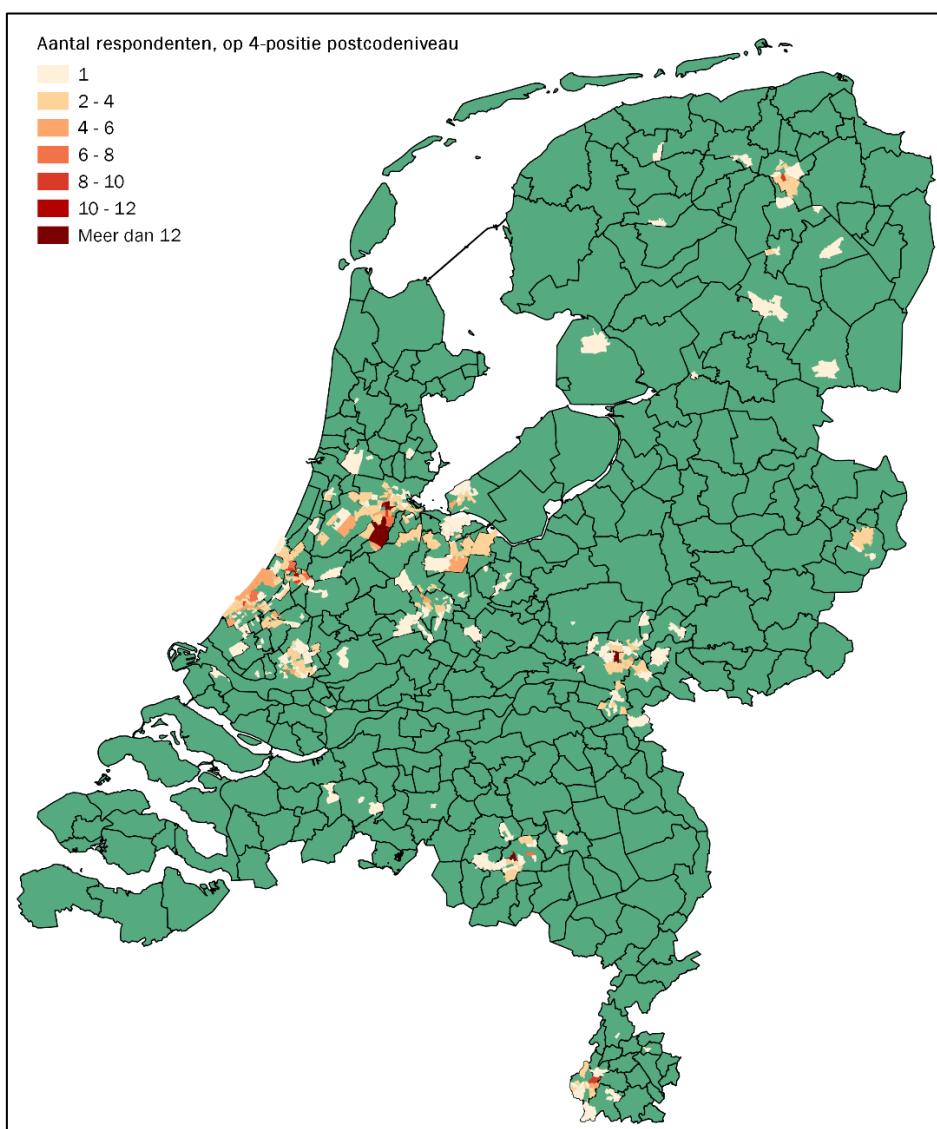 Aantal respondenten, op 4-positie postcodeniveau
1
2 - 4
4 - 6
6 - 8
8 - 10
10 - 12
Meer dan 12